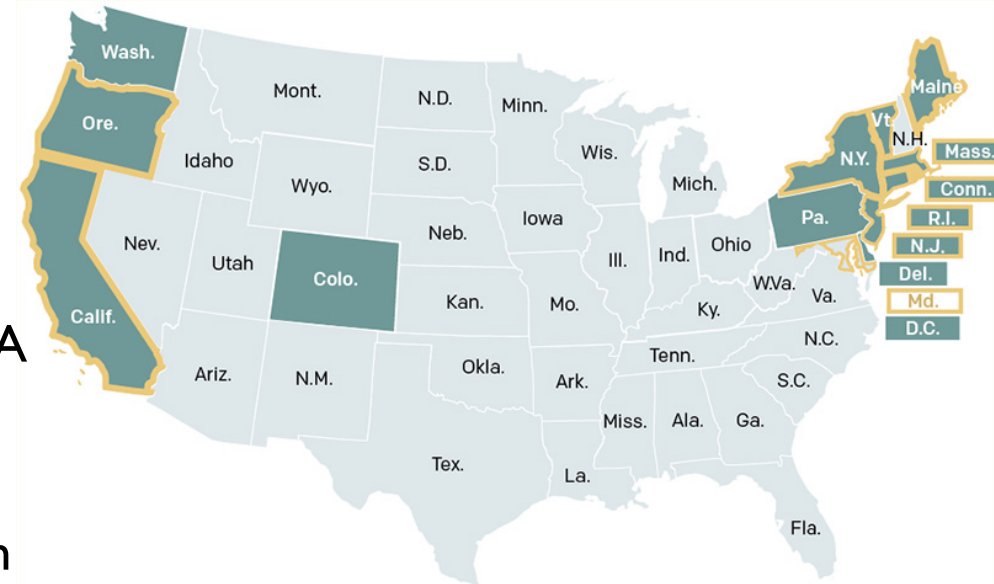 Wash.
Ore.
Calif.
Idaho
Nev.
Mont.
Wyo.
Utah
Ariz.
Colo.
N.M.
N.D.
S.D.
Neb.
Kan.
Okla.
Tex.
Minn.
Iowa
Mo.
Ark.
La.
Wis.
Ill.
Mich.
Ind.
Ohio
Ky.
Tenn.
Miss.
Ala.
Ga.
Fla.
S.C.
N.C.
Va.
W.Va.
Pa.
N.Y.
Vt.
N.H.
Maine
Mass.
Conn.
R.I.
N.J.
Del.
Md.
D.C.
A
n